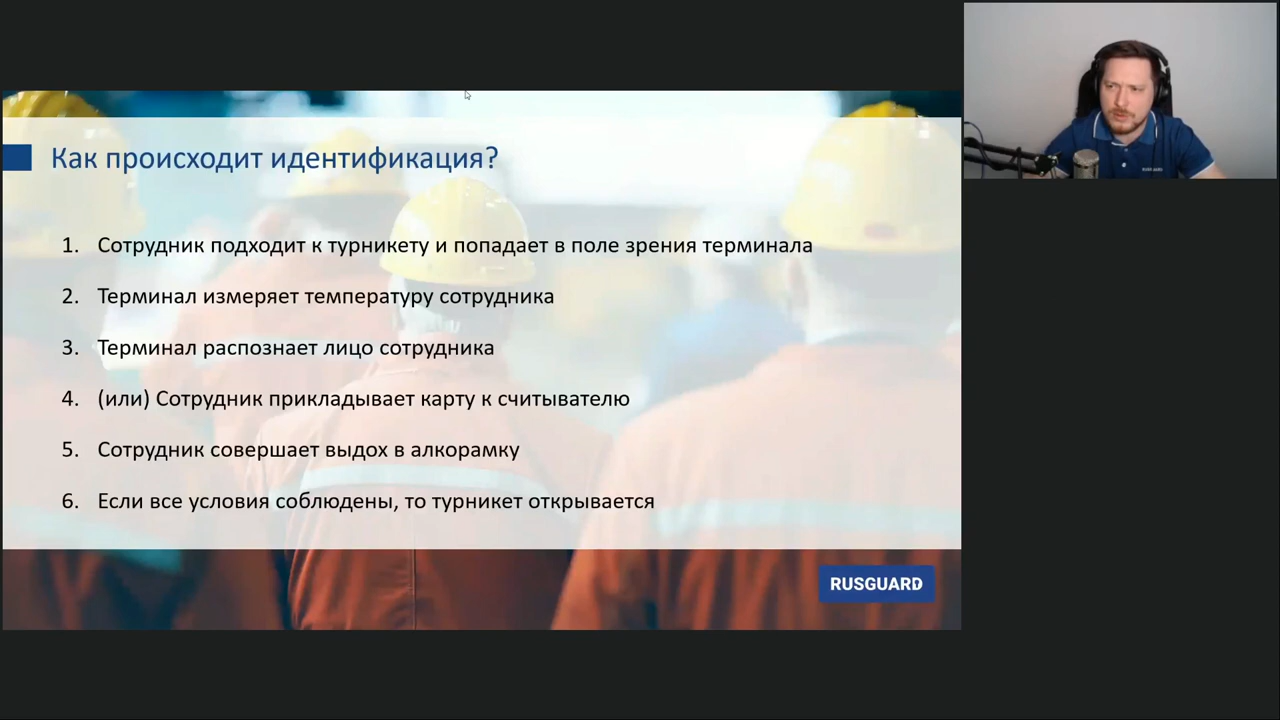 Как происходит идентификация?
1. Сотрудник подходит к турникету и попадает в поле зрения терминала
2. Терминал измеряет температуру сотрудника
3. Терминал распознает лицо сотрудника
4. (или) Сотрудник прикладывает карту к считывателю
5. Сотрудник совершает выдох в алкорамку
6. Если все условия соблюдены, то турникет открывается
RUSGUARD